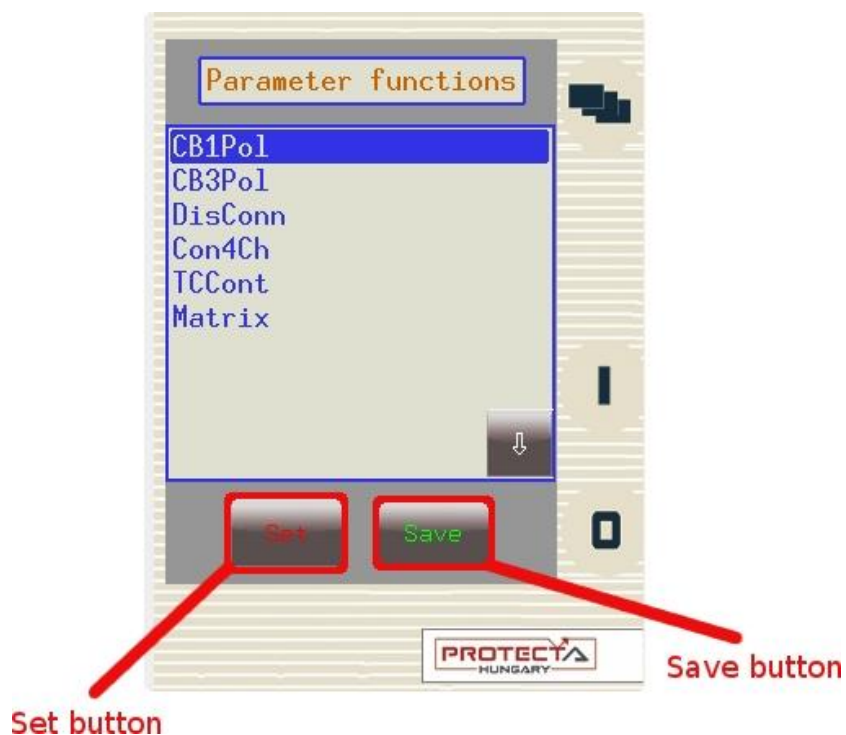 Parameter functions
CB1Pol
CB3Pol
DisConn
Con4Ch
TCCont
Matrix
⇩
Set
Save
I
O
PROTECTA
HUNGARY
Save button
Set button